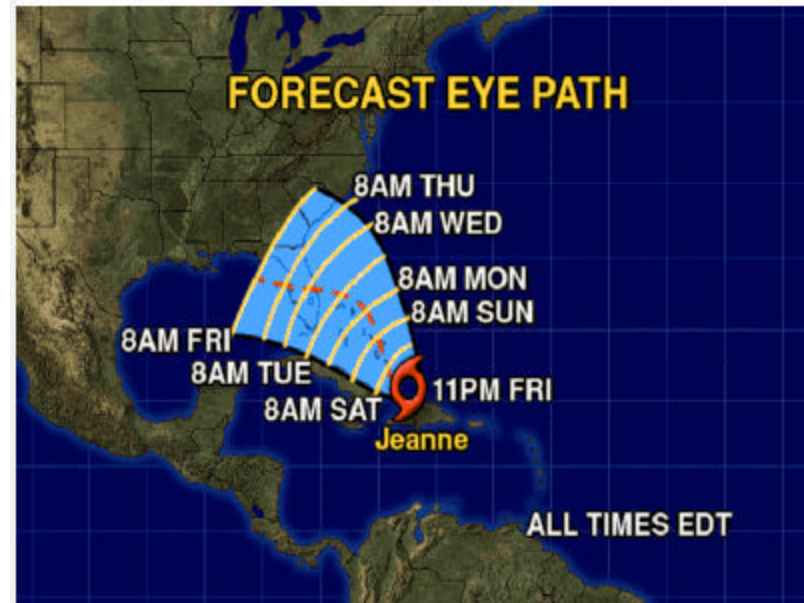 FORECAST EYE PATH
8AM THU
8AM WED
8AM MON
8AM SUN
8AM FRI
8AM TUE
8AM SAT
11PM FRI
Jeanne
ALL TIMES EDT